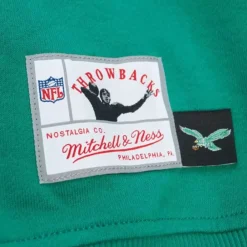 THROWBACKS
NFL
NOSTALGIA CO.
Mitchell & Ness
PHILADELPHIA, PA.